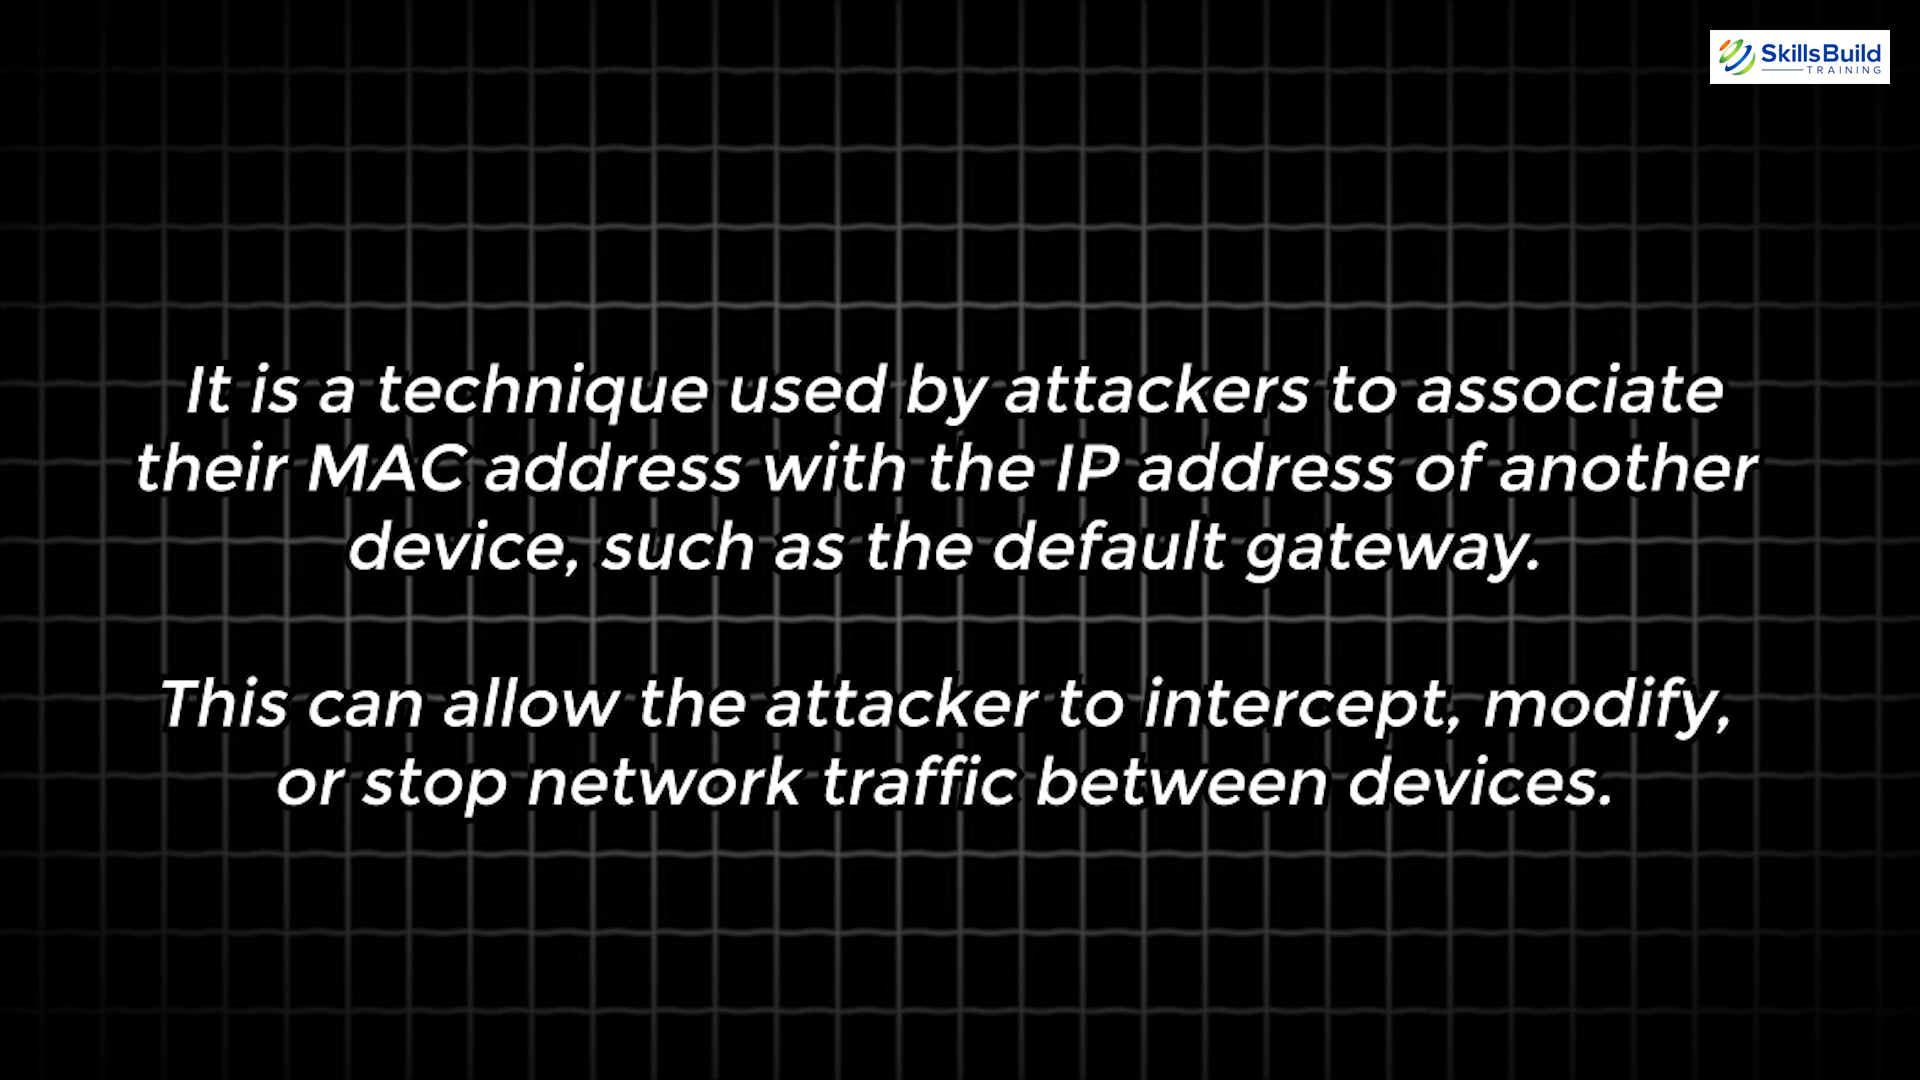 SkillsBuild
TRAINING
It is a technique used by attackers to associate
their MAC address with the IP address of another
device, such as the default gateway.
This can allow the attacker to intercept, modify,
or stop network traffic between devices.